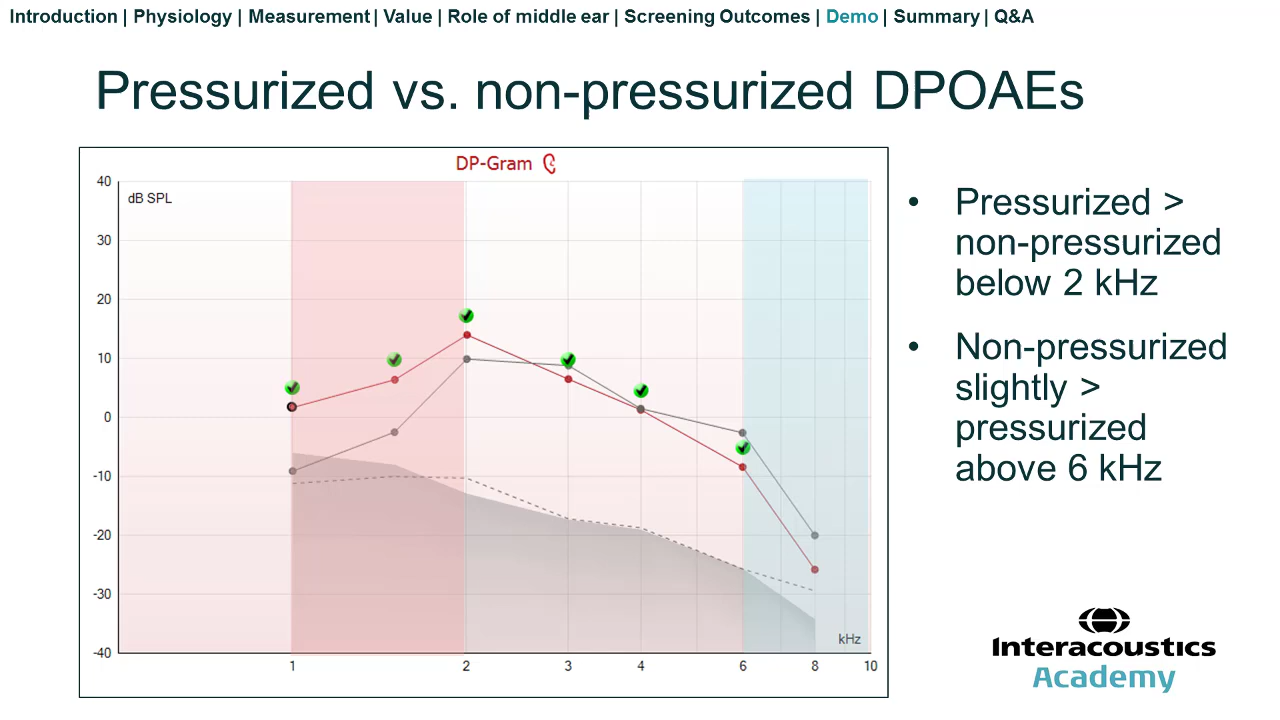 Introduction | Physiology | Measurement | Value | Role of middle ear | Screening Outcomes | Demo | Summary | Q&A
Pressurized vs. non-pressurized DPOAEs
DP-Gram
dB SPL
40
30
20
10
0
-10
-20
-30
-40
kHz
1 2 3 4 6 8 10
• Pressurized >
non-pressurized
below 2 kHz
• Non-pressurized
slightly >
pressurized
above 6 kHz
Interacoustics
Academy